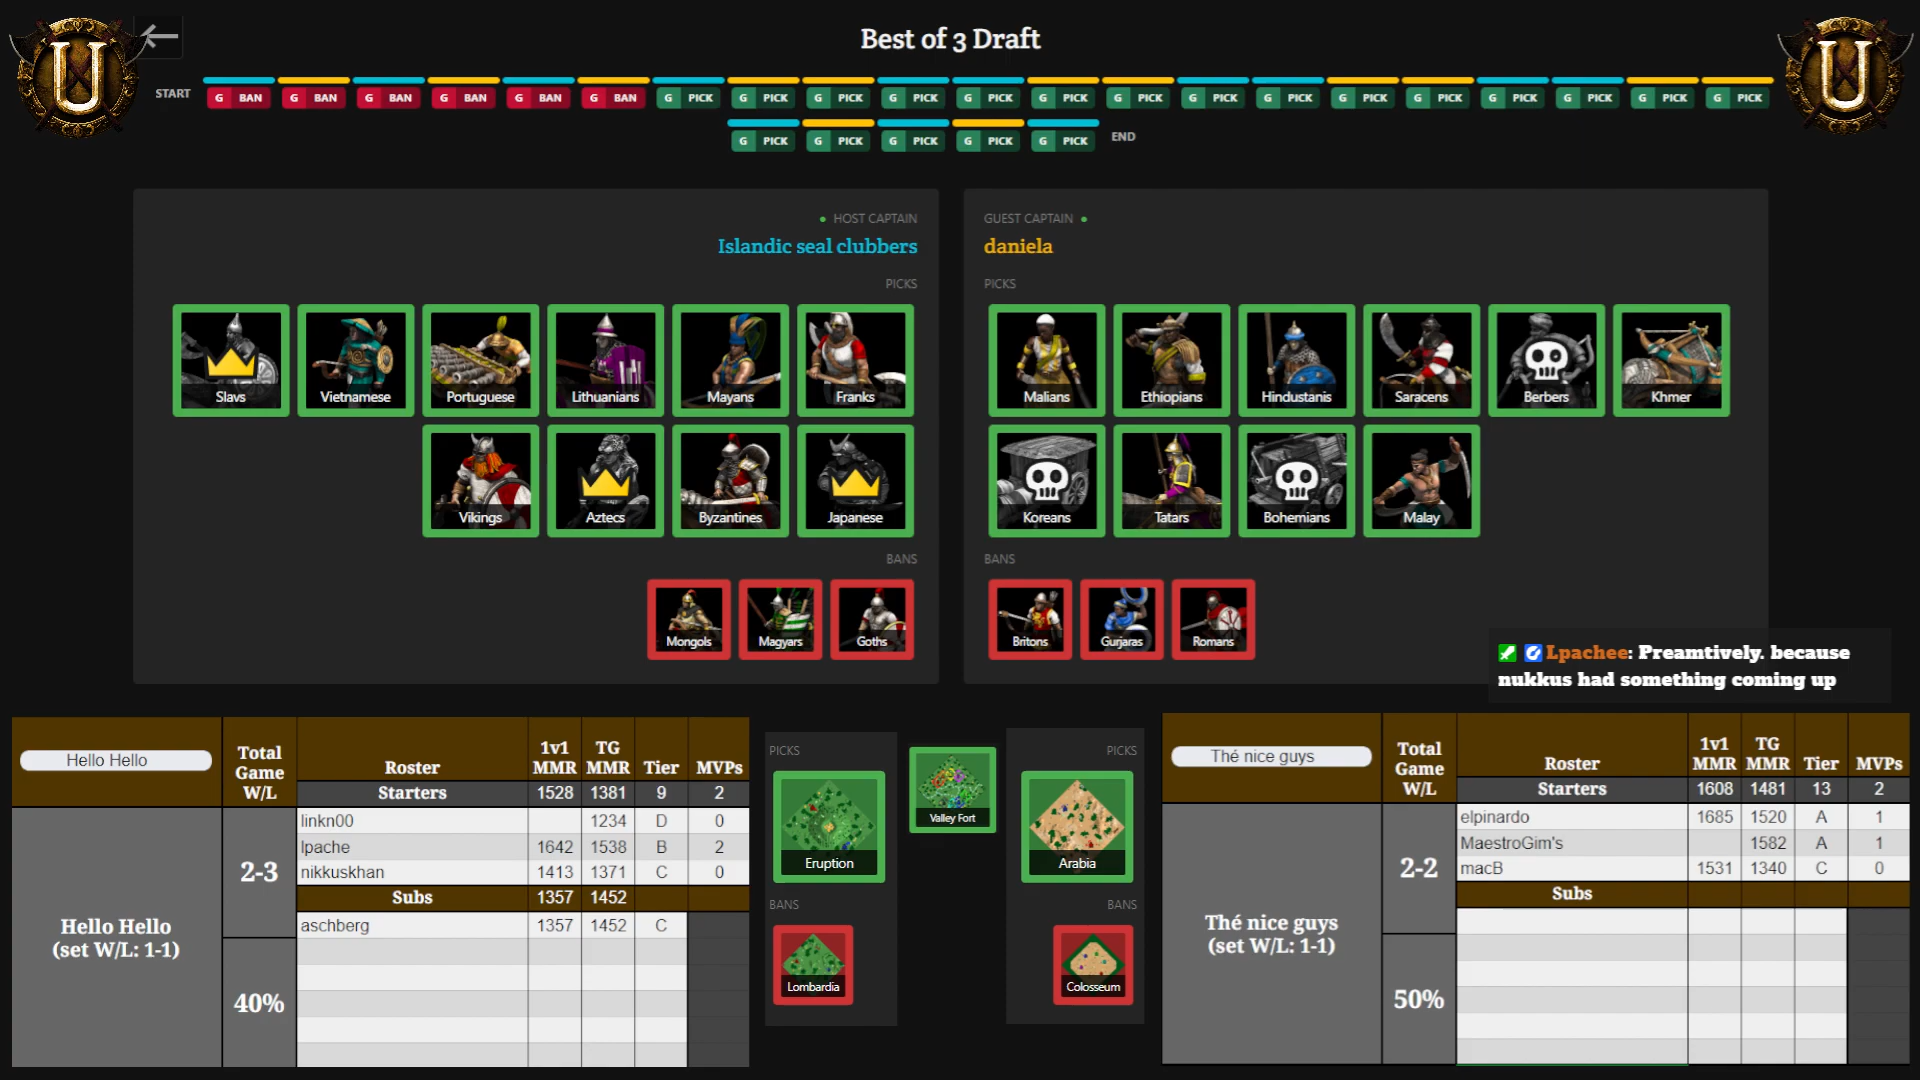 U
U
Best of 3 Draft
START
G BAN G BAN G BAN G BAN G BAN G BAN G PICK G PICK G PICK G PICK G PICK G PICK G PICK G PICK G PICK G PICK G PICK G PICK G PICK G PICK G PICK
G PICK G PICK G PICK G PICK G PICK END
HOST CAPTAIN
Islandic seal clubbers
PICKS
Slavs Vietnamese Portuguese Lithuanians Mayans Franks
Vikings Aztecs Byzantines Japanese
BANS
Mongols Magyars Goths
GUEST CAPTAIN
daniela
PICKS
Malians Ethiopians Hindustanis Saracens Berbers Khmer
Koreans Tatars Bohemians Malay
BANS
Britons Gurjaras Romans
Lpachee: Preamtively. because
nukkus had something coming up
Hello Hello
Total Game W/L Roster 1v1 MMR TG MMR Tier MVPs
Starters 1528 1381 9 2
linkn00 1234 D 0
lpache 1642 1538 B 2
nikkuskhan 1413 1371 C 0
Subs 1357 1452
aschberg 1357 1452 C
2-3
40%
Hello Hello
(set W/L: 1-1)
PICKS
Eruption
BANS
Lombardia
Valley Fort
PICKS
Arabia
BANS
Colosseum
Thé nice guys
Total Game W/L Roster 1v1 MMR TG MMR Tier MVPs
Starters 1608 1481 13 2
elpinardo 1685 1520 A 1
MaestroGim's 1582 A 1
macB 1531 1340 C 0
Subs
2-2
50%
Thé nice guys
(set W/L: 1-1)